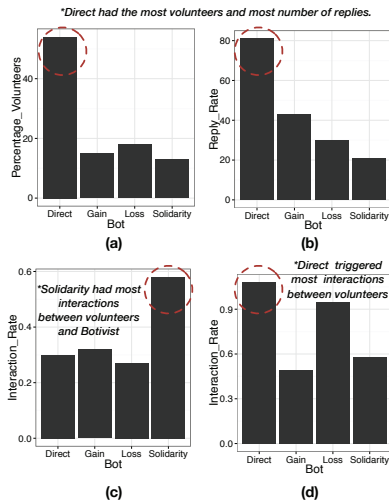 *Direct had the most volunteers and most number of replies.
Percentage_Volunteers
40
20
0
Direct Gain Loss Solidarity
Bot
(a)
Reply_Rate
80
60
40
20
0
Direct Gain Loss Solidarity
Bot
(b)
*Solidarity had most
interactions
between volunteers
and Botivist
Interaction_Rate
0.6
0.4
0.2
0.0
Direct Gain Loss Solidarity
Bot
(c)
*Direct triggered
most interactions
between volunteers
Interaction_Rate
0.9
0.6
0.3
0.0
Direct Gain Loss Solidarity
Bot
(d)